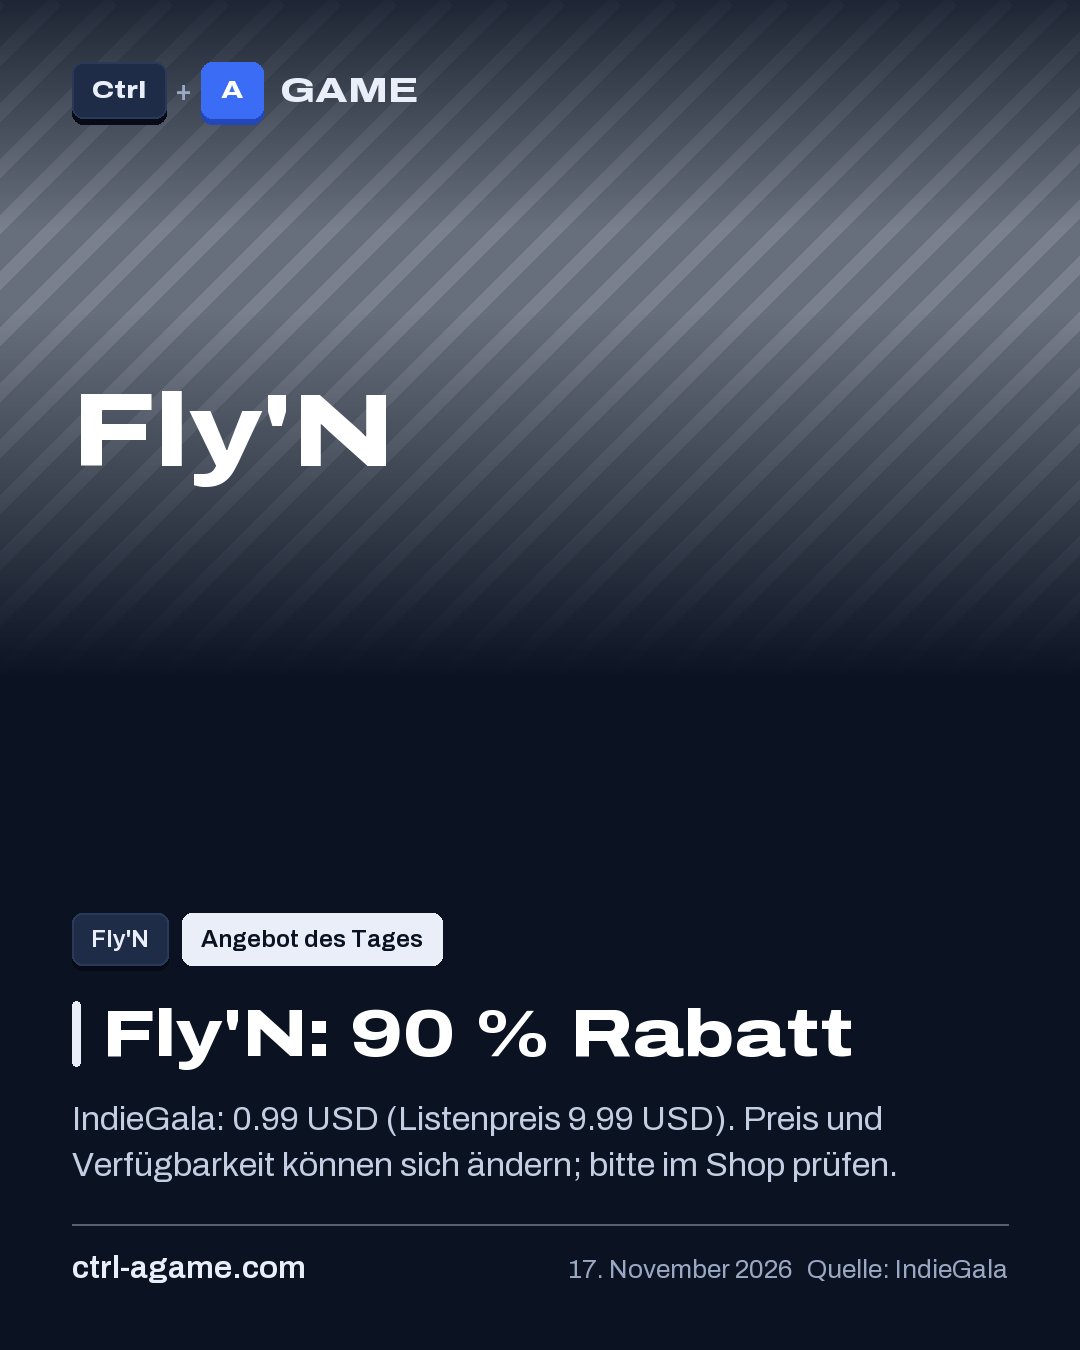 Ctrl + A GAME
Fly'N
Fly'N Angebot des Tages
Fly'N: 90 % Rabatt
IndieGala: 0.99 USD (Listenpreis 9.99 USD). Preis und
Verfügbarkeit können sich ändern; bitte im Shop prüfen.
ctrl-agame.com 17. November 2026 Quelle: IndieGala